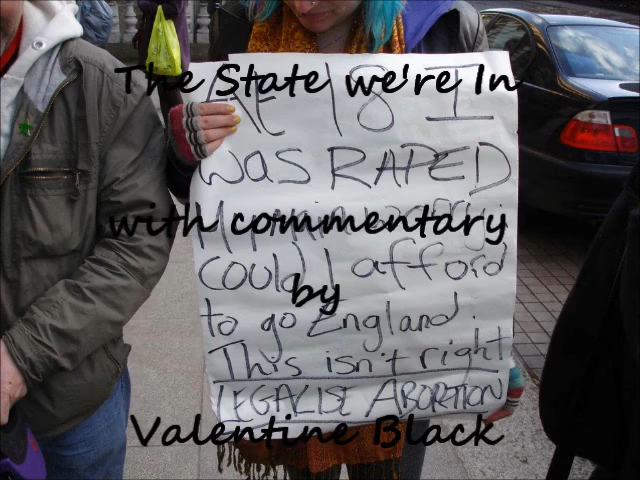 The State we're In
with commentary
by
Valentine Black
At 18 I
was RAPED
could I afford
to go England.
This isn't right
LEGALISE ABORTION